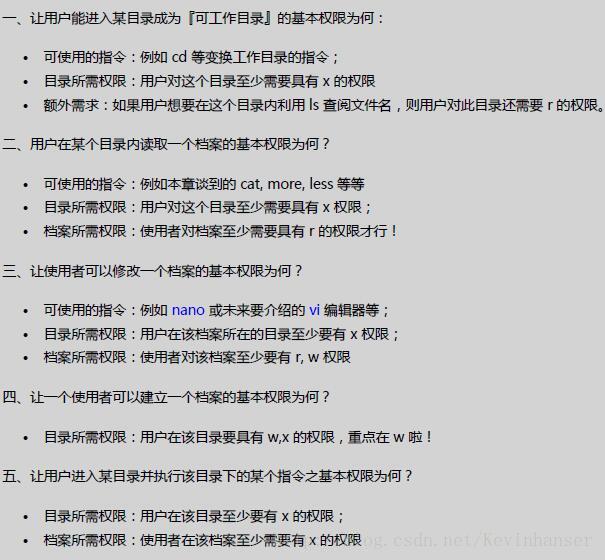 一、让用户能进入某目录成为『可工作目录』的基本权限为何：
• 可使用的指令：例如 cd 等变换工作目录的指令；
• 目录所需权限：用户对这个目录至少需要具有 x 的权限
• 额外需求：如果用户想要在这个目录内利用 ls 查阅文件名，则用户对此目录还需要 r 的权限。
二、用户在某个目录内读取一个档案的基本权限为何？
• 可使用的指令：例如本章谈到的 cat, more, less 等等
• 目录所需权限：用户对这个目录至少需要具有 x 权限；
• 档案所需权限：使用者对档案至少需要具有 r 的权限才行！
三、让使用者可以修改一个档案的基本权限为何？
• 可使用的指令：例如 nano 或未来要介绍的 vi 编辑器等；
• 目录所需权限：用户在该档案所在的目录至少要有 x 权限；
• 档案所需权限：使用者对该档案至少要有 r, w 权限
四、让一个使用者可以建立一个档案的基本权限为何？
• 目录所需权限：用户在该目录要具有 w,x 的权限，重点在 w 啦！
五、让用户进入某目录并执行该目录下的某个指令之基本权限为何？
• 目录所需权限：用户在该目录至少要有 x 的权限；
• 档案所需权限：使用者在该档案至少需要有 x 的权限
og.csdn.net/Kevinhanser